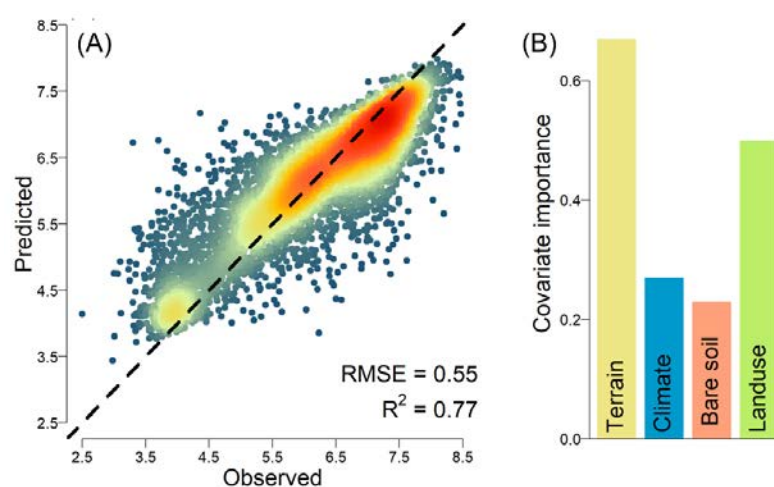 (A)
8.5
7.5
6.5
5.5
4.5
3.5
2.5
Predicted
2.5 3.5 4.5 5.5 6.5 7.5 8.5
Observed
RMSE = 0.55
R² = 0.77
(B)
0.6
0.4
0.2
0.0
Covariate importance
Terrain
Climate
Bare soil
Landuse